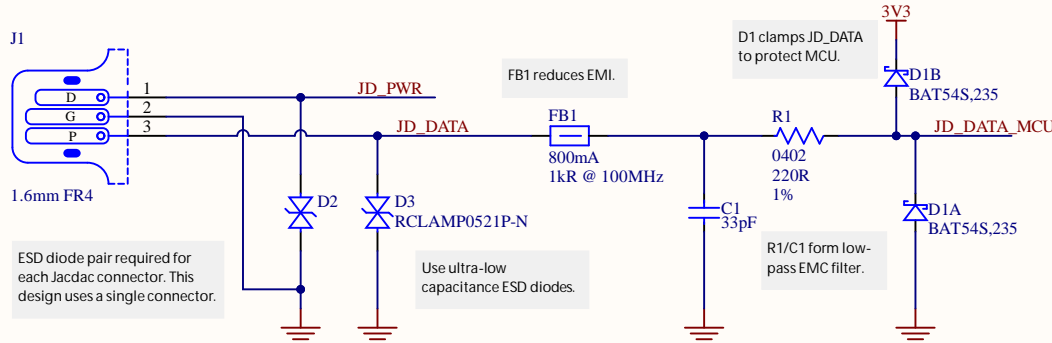 J1
D
G
P
1
2
3
1.6mm FR4
ESD diode pair required for
each Jacdac connector. This
design uses a single connector.
JD_PWR
JD_DATA
D2
D3
RCLAMP0521P-N
Use ultra-low
capacitance ESD diodes.
FB1 reduces EMI.
FB1
800mA
1kR @ 100MHz
C1
33pF
R1
0402
220R
1%
R1/C1 form low-
pass EMC filter.
D1 clamps JD_DATA
to protect MCU.
3V3
D1B
BAT54S,235
JD_DATA_MCU
D1A
BAT54S,235